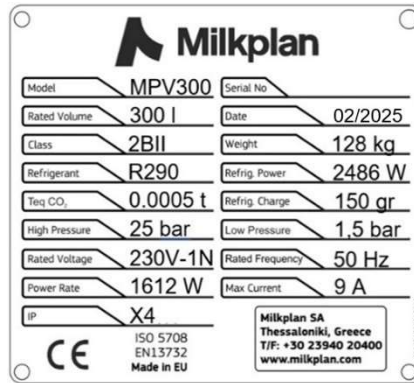 Milkplan
Model MPV300 Serial No
Rated Volume 300 l Date 02/2025
Class 2BII Weight 128 kg
Refrigerant R290 Refrig. Power 2486 W
Teq CO₂ 0.0005 t Refrig. Charge 150 gr
High Pressure 25 bar Low Pressure 1,5 bar
Rated Voltage 230V-1N Rated Frequency 50 Hz
Power Rate 1612 W Max Current 9 A
IP X4
CE
ISO 5708
EN13732
Made in EU
Milkplan SA
Thessaloniki, Greece
T/F: +30 23940 20400
www.milkplan.com